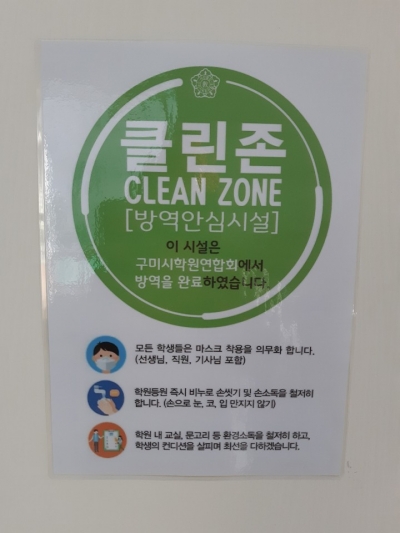 클린존
CLEAN ZONE
[방역안심시설]
이 시설은
구미시학원연합회에서
방역을 완료하였습니다.
모든 학생들은 마스크 착용을 의무화 합니다.
(선생님, 직원, 기사님 포함)
학원등원 즉시 비누로 손씻기 및 손소독을 철저히
합니다. (손으로 눈, 코, 입 만지지 않기)
학원 내 교실, 문고리 등 환경소독을 철저히 하고,
학생의 컨디션을 살피며 최선을 다하겠습니다.